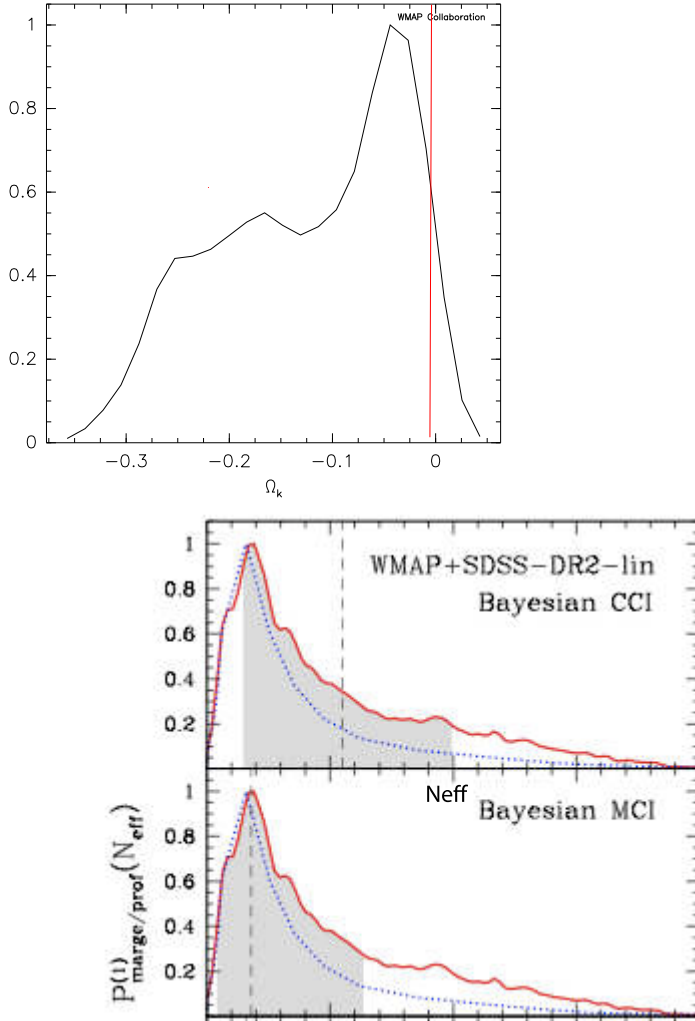 WMAP Collaboration
1
0.8
0.6
0.4
0.2
0
−0.3
−0.2
−0.1
0
Ωₖ
1
WMAP+SDSS−DR2−lin
0.8
Bayesian CCI
0.6
0.4
0.2
Neff
1
Bayesian MCI
0.8
0.6
0.4
0.2
P⁽¹⁾marge/prof(Neff)